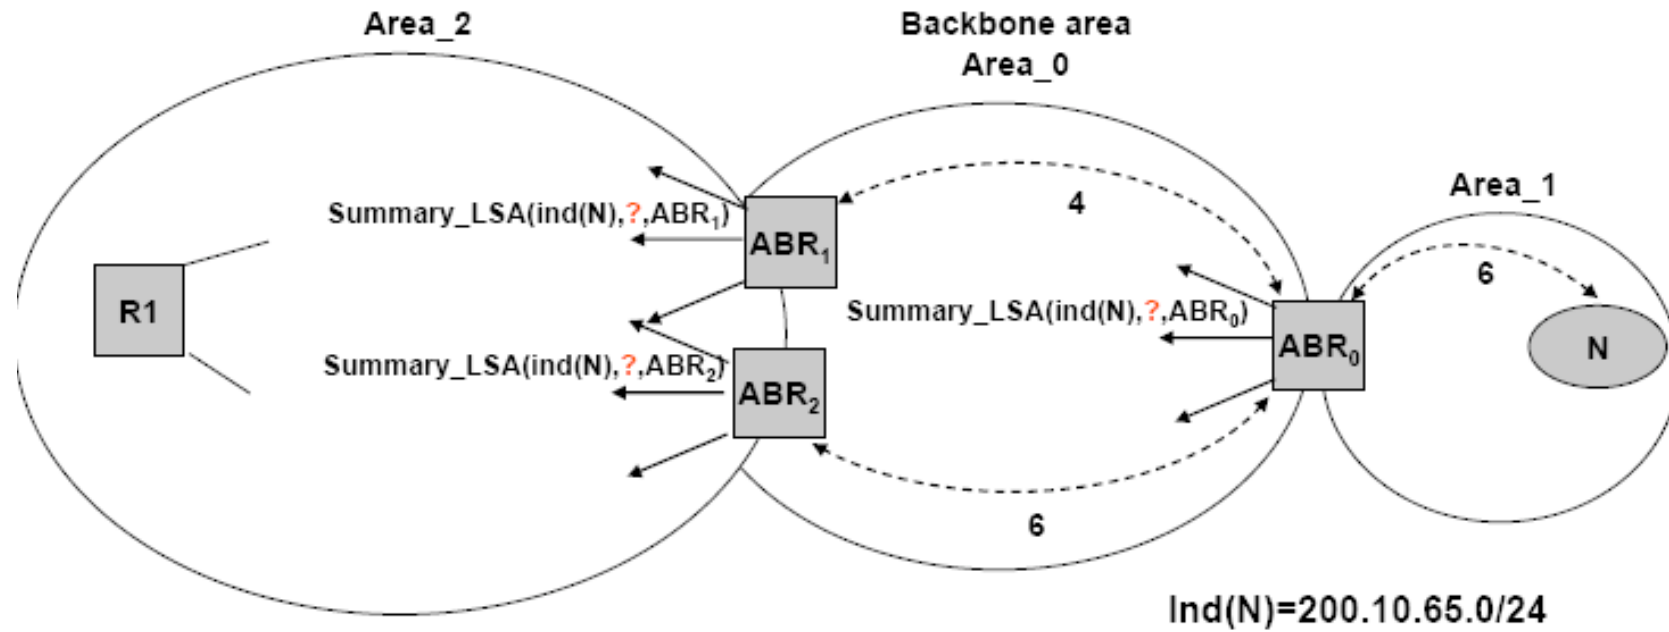 Area_2
Backbone area
Area_0
Area_1
Summary_LSA(ind(N),?,ABR₁)
ABR₁
4
6
R1
Summary_LSA(ind(N),?,ABR₀)
ABR₀
N
Summary_LSA(ind(N),?,ABR₂)
ABR₂
6
Ind(N)=200.10.65.0/24